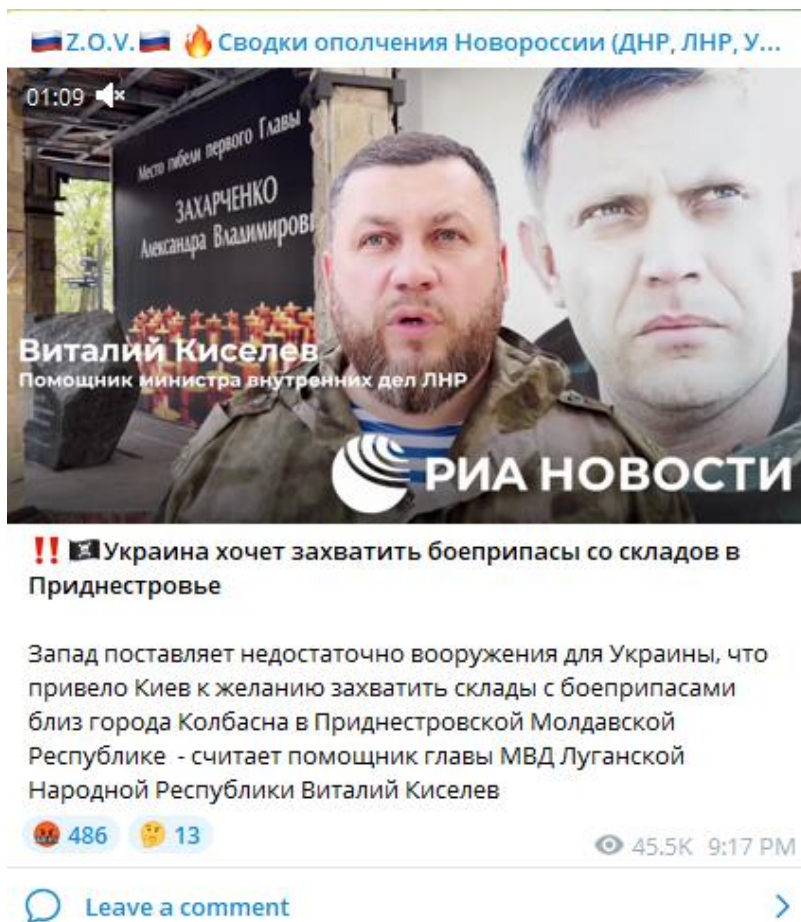 🇷🇺Z.O.V.🇷🇺 🔥Сводки ополчения Новороссии (ДНР, ЛНР, У...
01:09
Место гибели первого Главы
ЗАХАРЧЕНКО
Александра Владимиров
Виталий Киселев
Помощник министра внутренних дел ЛНР
РИА НОВОСТИ
‼️🏴‍☠️Украина хочет захватить боеприпасы со складов в
Приднестровье
Запад поставляет недостаточно вооружения для Украины, что
привело Киев к желанию захватить склады с боеприпасами
близ города Колбасна в Приднестровской Молдавской
Республике - считает помощник главы МВД Луганской
Народной Республики Виталий Киселев
🤬 486 🤔 13
45.5K 9:17 PM
Leave a comment